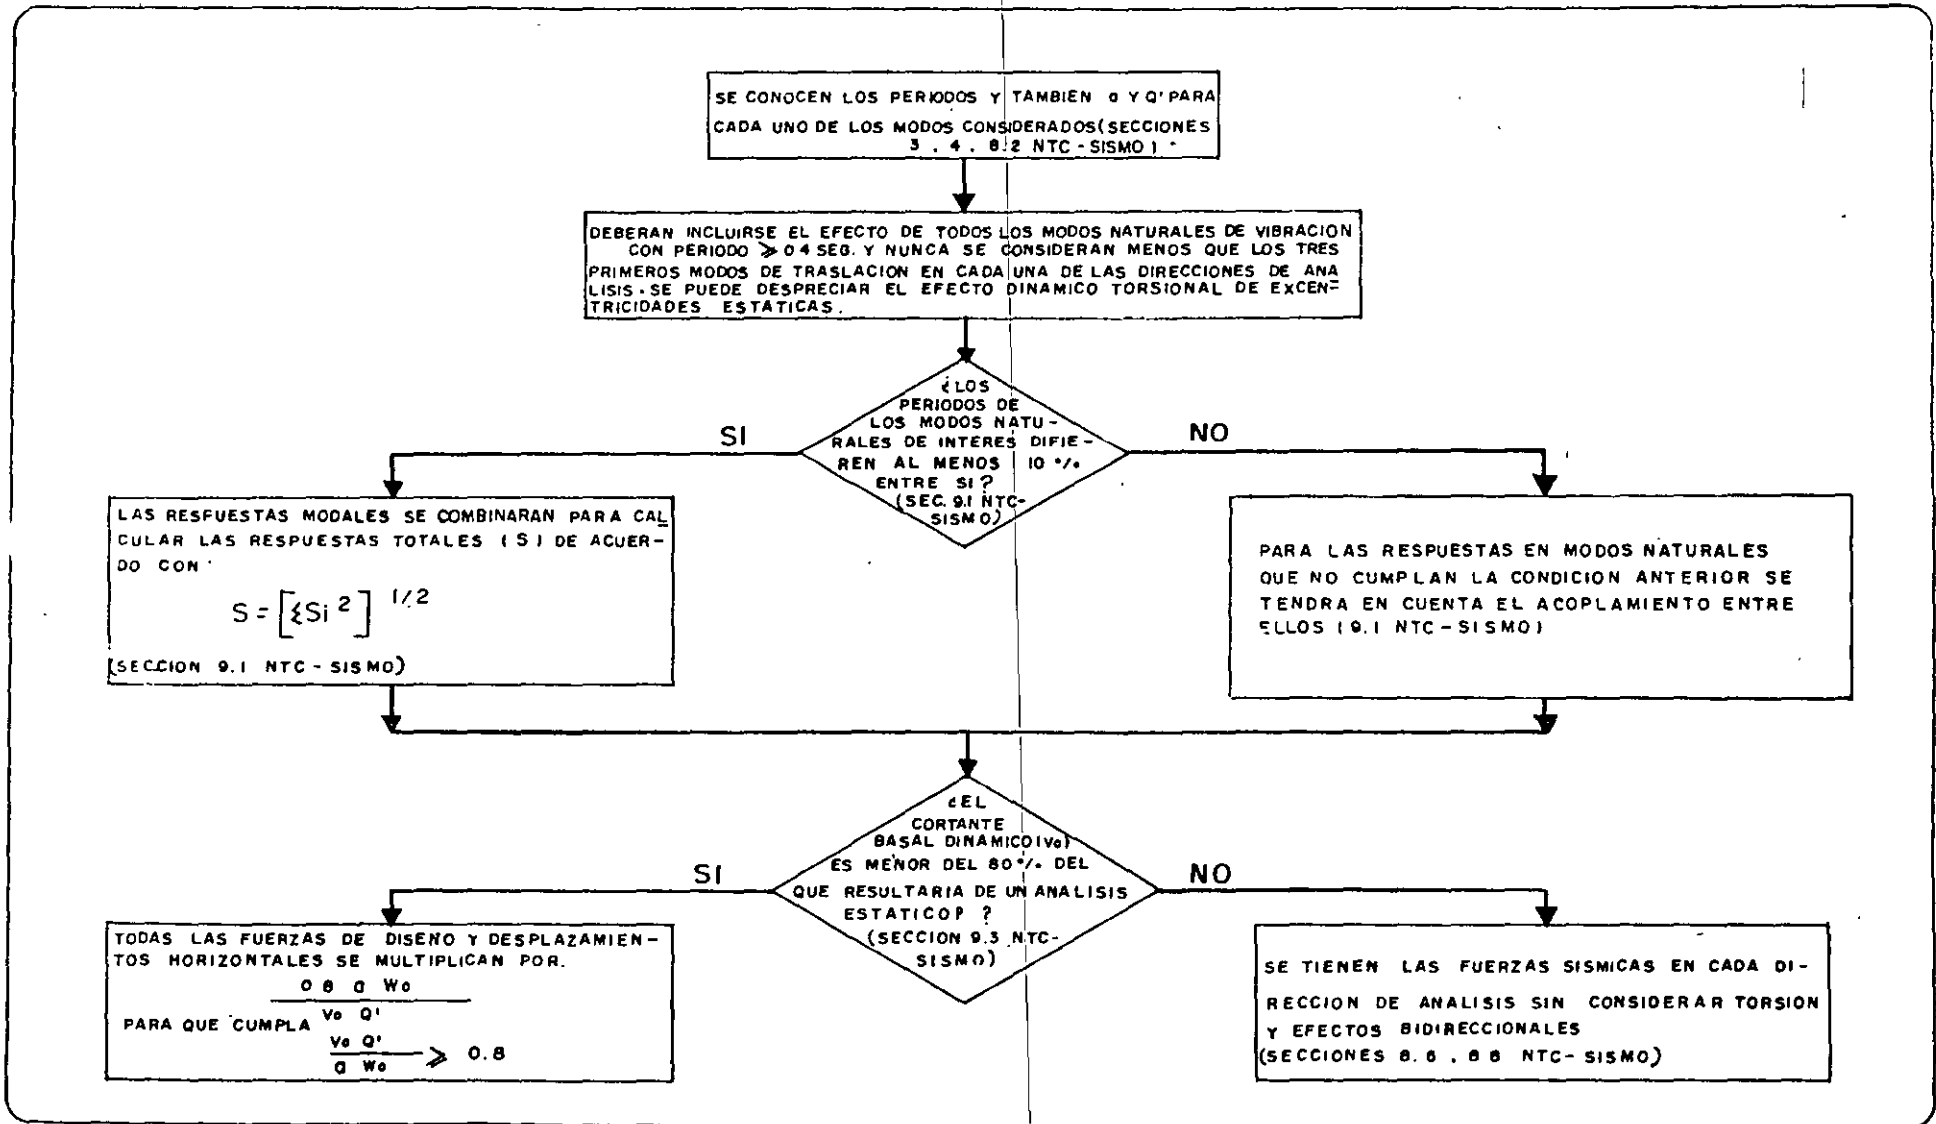 SE CONOCEN LOS PERIODOS Y TAMBIEN a Y Q' PARA
CADA UNO DE LOS MODOS CONSIDERADOS (SECCIONES
3 , 4 , 8.2 NTC - SISMO)
DEBERAN INCLUIRSE EL EFECTO DE TODOS LOS MODOS NATURALES DE VIBRACION
CON PERIODO ⩾ 0 4 SEG. Y NUNCA SE CONSIDERAN MENOS QUE LOS TRES
PRIMEROS MODOS DE TRASLACION EN CADA UNA DE LAS DIRECCIONES DE ANA
LISIS. SE PUEDE DESPRECIAR EL EFECTO DINAMICO TORSIONAL DE EXCEN-
TRICIDADES ESTATICAS.
¿LOS
PERIODOS DE
LOS MODOS NATU-
RALES DE INTERES DIFIE-
REN AL MENOS 10 %
ENTRE SI?
(SEC. 9.1 NTC-
SISMO)
SI
NO
LAS RESPUESTAS MODALES SE COMBINARAN PARA CAL
CULAR LAS RESPUESTAS TOTALES (S) DE ACUER-
DO CON
S = [ΣSi²] 1/2
(SECCION 9.1 NTC - SISMO)
PARA LAS RESPUESTAS EN MODOS NATURALES
QUE NO CUMPLAN LA CONDICION ANTERIOR SE
TENDRA EN CUENTA EL ACOPLAMIENTO ENTRE
ELLOS (9.1 NTC - SISMO)
¿EL
CORTANTE
BASAL DINAMICO (Vo)
ES MENOR DEL 80 % DEL
QUE RESULTARIA DE UN ANALISIS
ESTATICO? ?
(SECCION 9.3 NTC-
SISMO)
SI
NO
TODAS LAS FUERZAS DE DISEÑO Y DESPLAZAMIEN-
TOS HORIZONTALES SE MULTIPLICAN POR.
0 8 a Wo
Vo Q'
PARA QUE CUMPLA
Vo Q'
a Wo
⩾ 0.8
SE TIENEN LAS FUERZAS SISMICAS EN CADA DI-
RECCION DE ANALISIS SIN CONSIDERAR TORSION
Y EFECTOS BIDIRECCIONALES
(SECCIONES 8.6 , 8 8 NTC- SISMO)